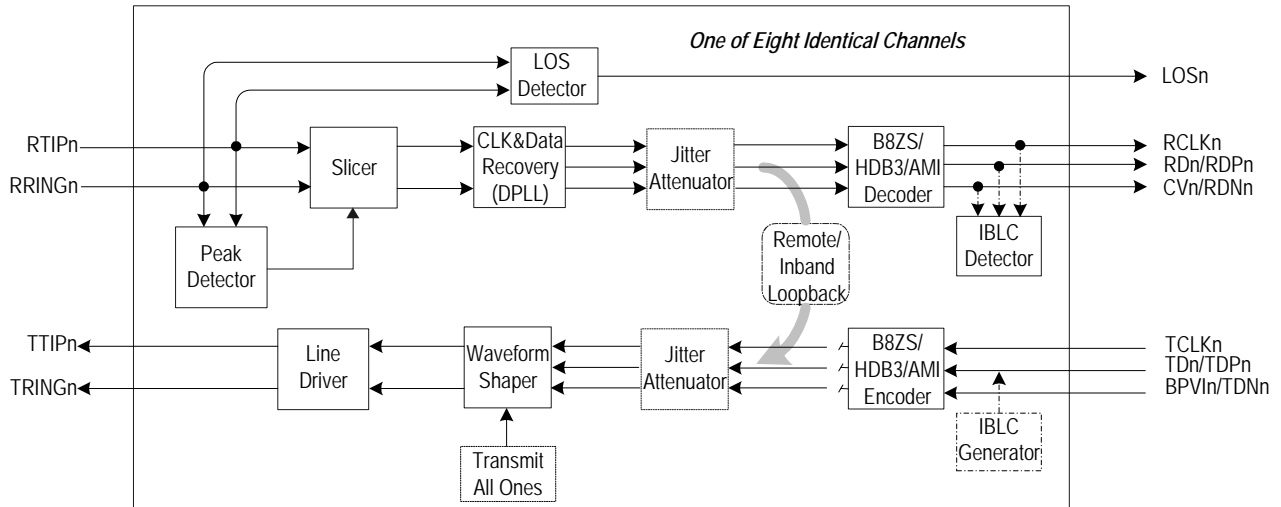 One of Eight Identical Channels
LOS
Detector
LOSn
RTIPn
RRINGn
Slicer
CLK&Data
Recovery
(DPLL)
Jitter
Attenuator
B8ZS/
HDB3/AMI
Decoder
RCLKn
RDn/RDPn
CVn/RDNn
Peak
Detector
Remote/
Inband
Loopback
IBLC
Detector
TTIPn
TRINGn
Line
Driver
Waveform
Shaper
Jitter
Attenuator
B8ZS/
HDB3/AMI
Encoder
TCLKn
TDn/TDPn
BPVIn/TDNn
Transmit
All Ones
IBLC
Generator